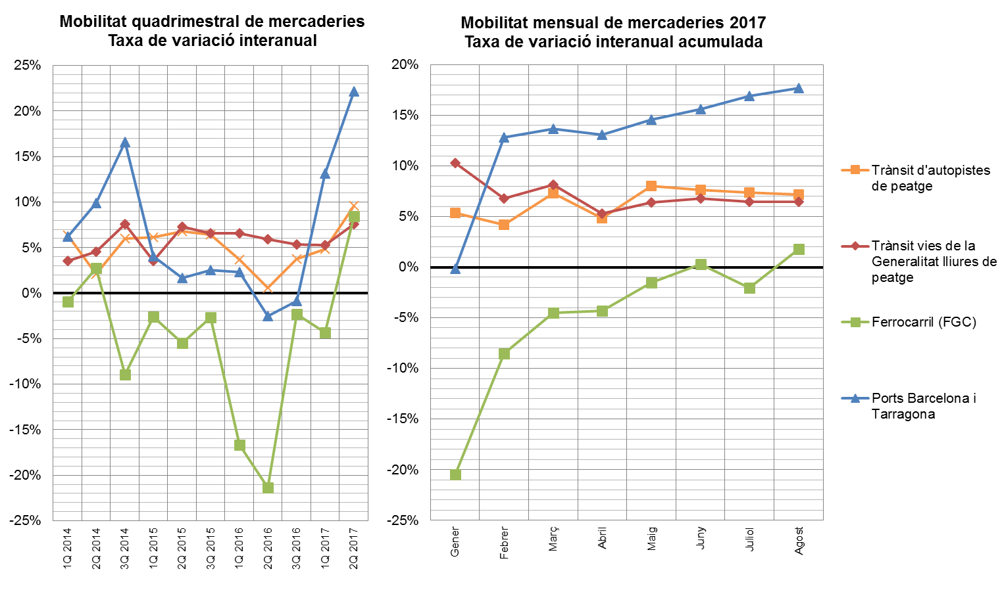 Mobilitat quadrimestral de mercaderies
Taxa de variació interanual
25%
20%
15%
10%
5%
0%
-5%
-10%
-15%
-20%
-25%
1Q 2014
2Q 2014
3Q 2014
1Q 2015
2Q 2015
3Q 2015
1Q 2016
2Q 2016
3Q 2016
1Q 2017
2Q 2017
Mobilitat mensual de mercaderies 2017
Taxa de variació interanual acumulada
20%
15%
10%
5%
0%
-5%
-10%
-15%
-20%
-25%
Gener
Febrer
Març
Abril
Maig
Juny
Juliol
Agost
Trànsit d'autopistes
de peatge
Trànsit vies de la
Generalitat lliures de
peatge
Ferrocarril (FGC)
Ports Barcelona i
Tarragona